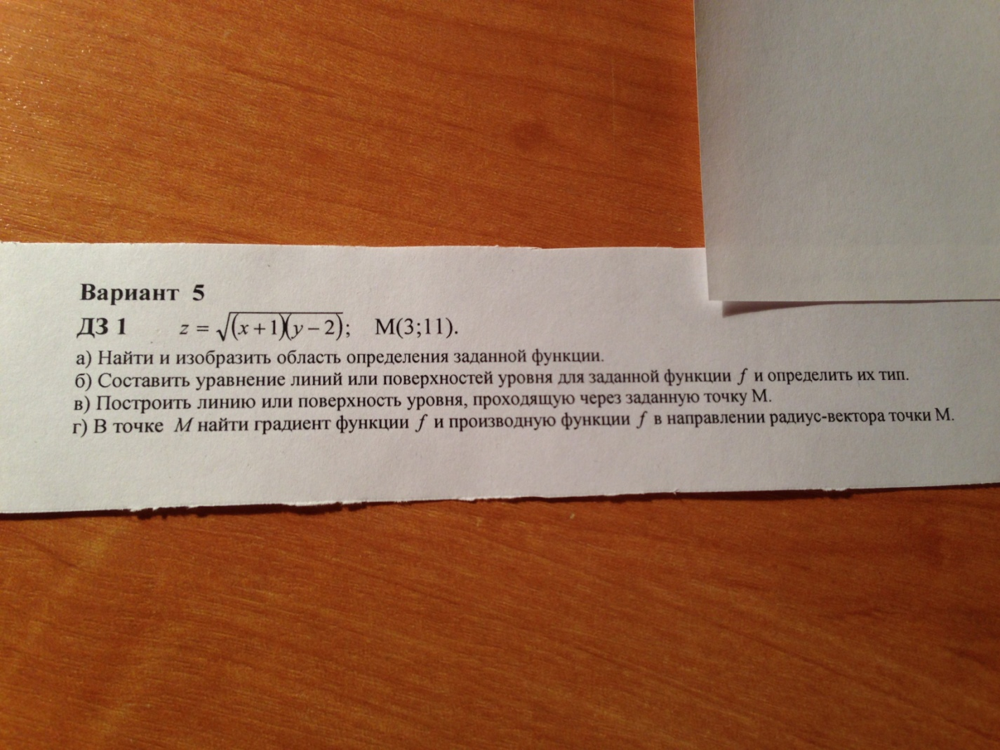 Вариант 5
ДЗ 1 z = √(x+1)(y−2); М(3;11).
а) Найти и изобразить область определения заданной функции.
б) Составить уравнение линий или поверхностей уровня для заданной функции f и определить их тип.
в) Построить линию или поверхность уровня, проходящую через заданную точку М.
г) В точке М найти градиент функции f и производную функции f в направлении радиус-вектора точки М.